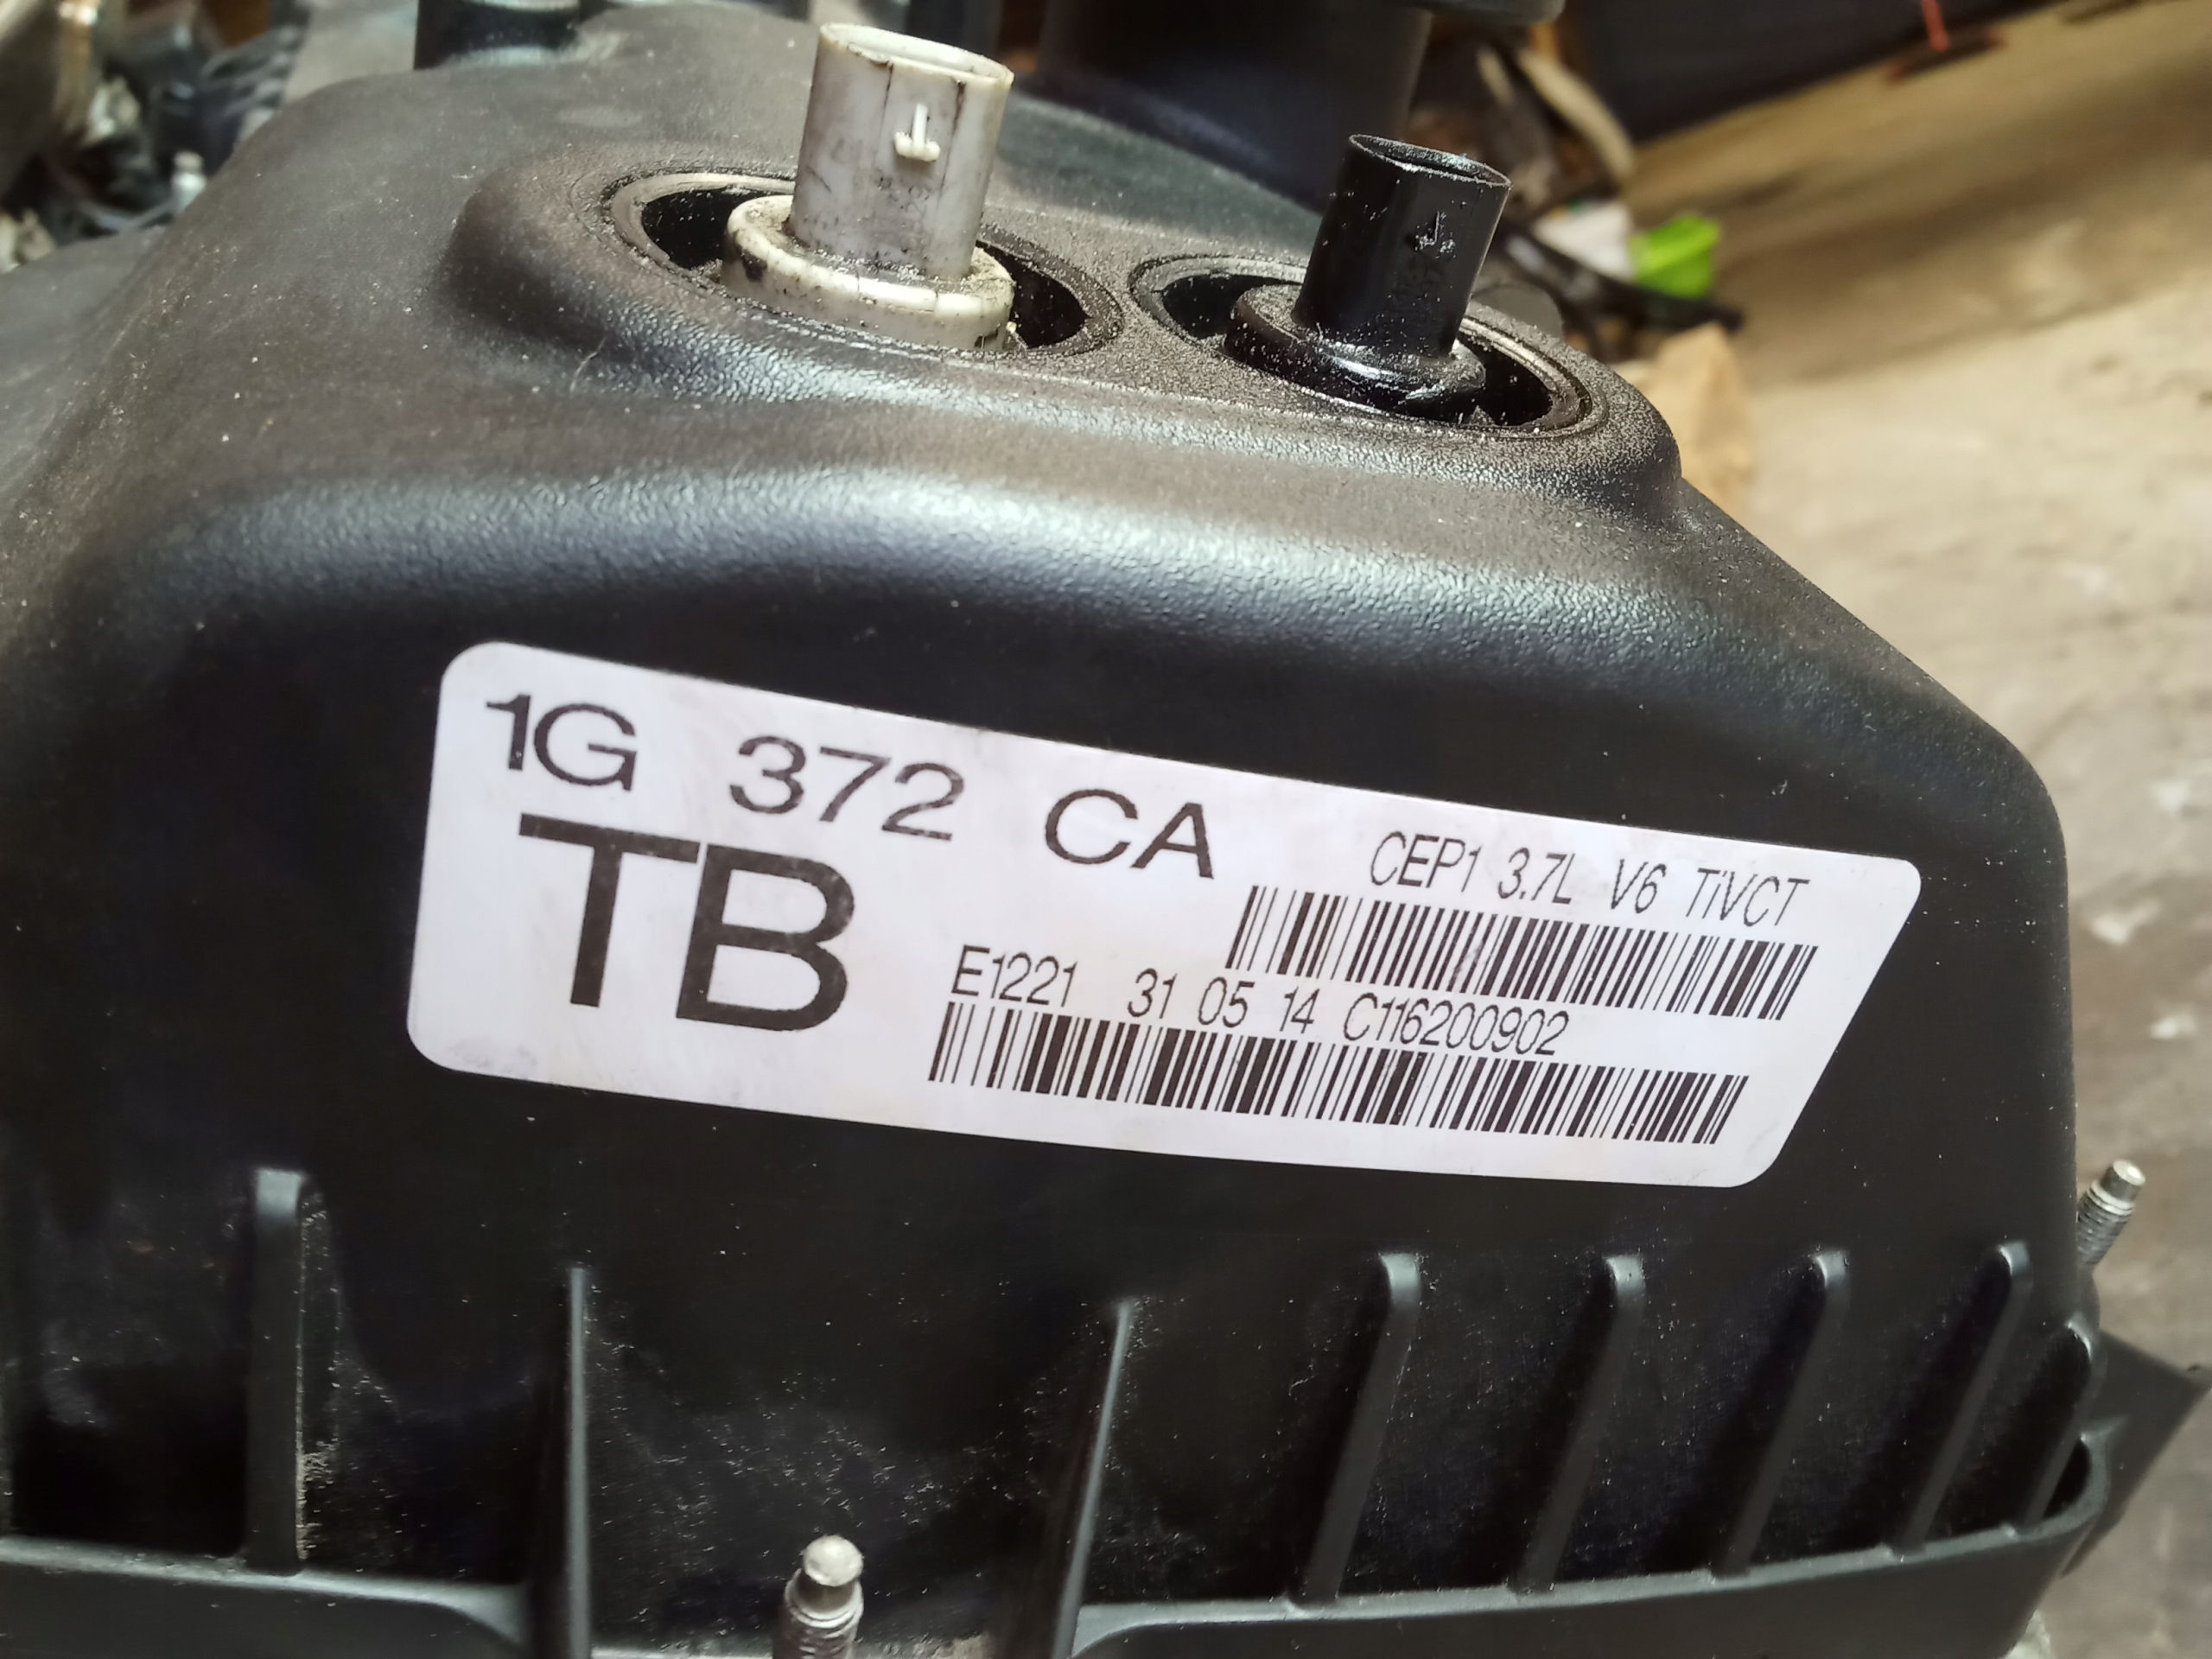 1G 372 CA
TB
CEP1 3.7L V6 TiVCT
E1221 31 05 14 C116200902